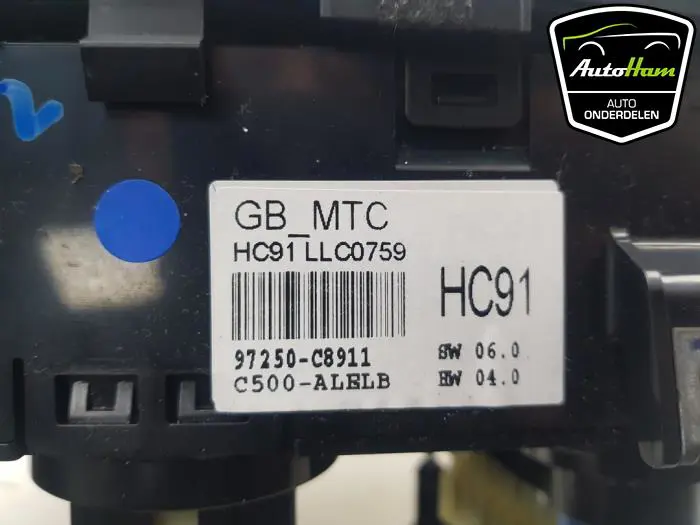 AutoHam
AUTO
ONDERDELEN
GB_MTC
HC91 LLC0759
HC91
97250-C8911
C500-ALELB
SW 06.0
HW 04.0